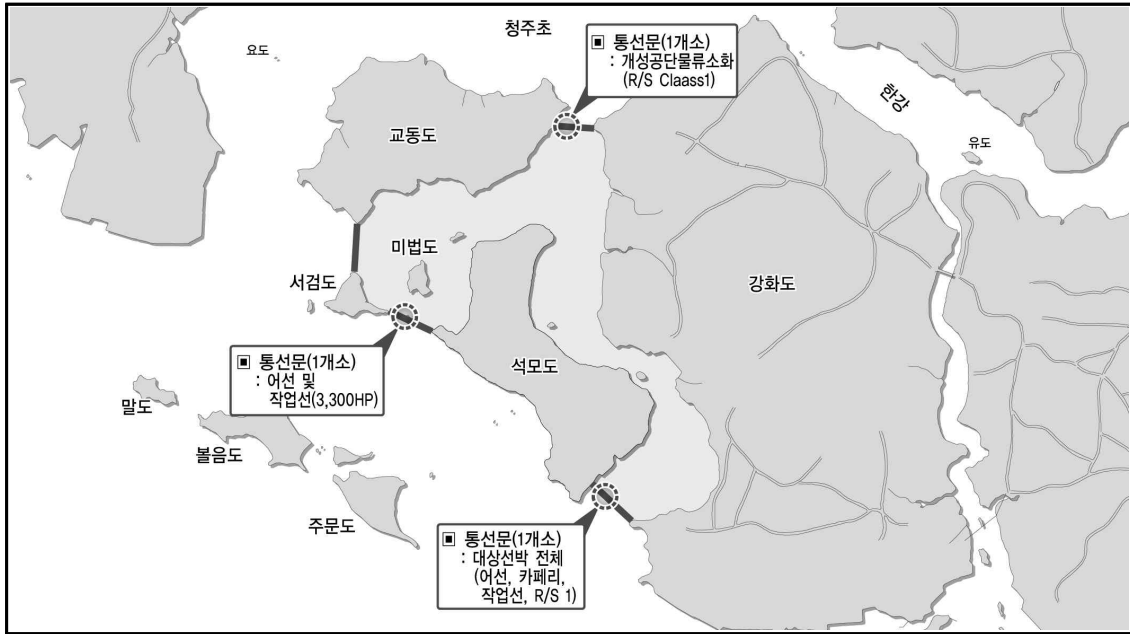 청주초
요도
■ 통선문(1개소)
: 개성공단물류소화
(R/S Claass1)
한강
유도
교동도
미법도
서검도
강화도
■ 통선문(1개소)
: 어선 및
작업선(3,300HP)
석모도
말도
볼음도
주문도
■ 통선문(1개소)
: 대상선박 전체
(어선, 카페리,
작업선, R/S 1)